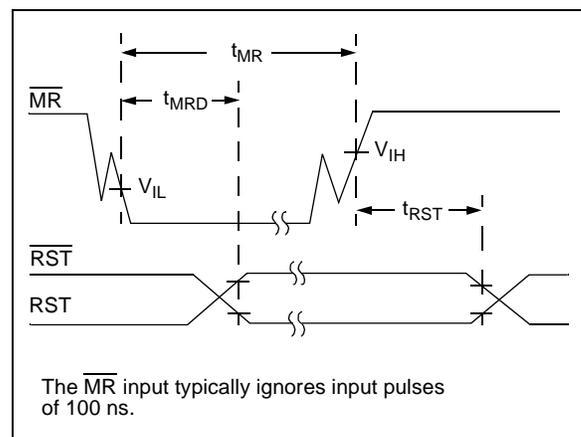 tMR
MR
tMRD
VIL
VIH
tRST
RST
RST
The MR input typically ignores input pulses
of 100 ns.